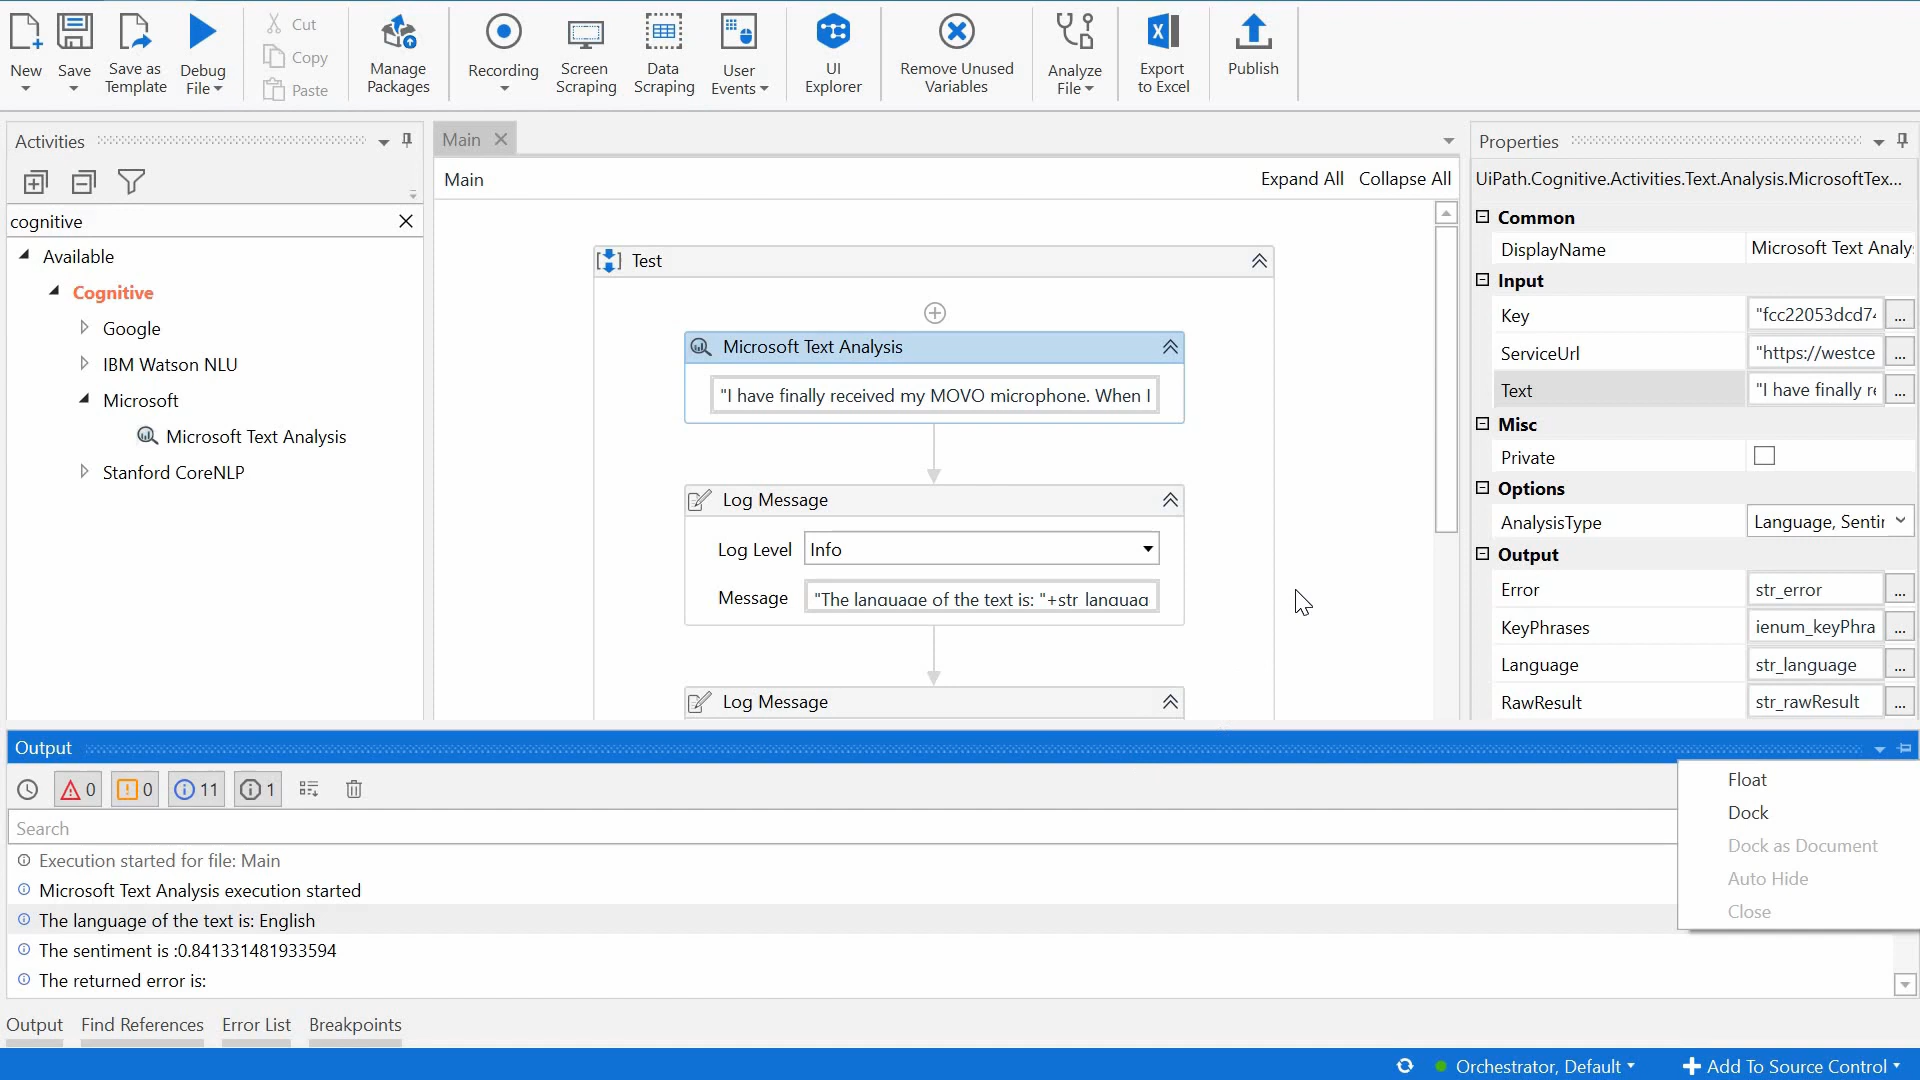 New
Save
Save as
Template
Debug
File
Cut
Copy
Paste
Manage
Packages
Recording
Screen
Scraping
Data
Scraping
User
Events
UI
Explorer
Remove Unused
Variables
Analyze
File
Export
to Excel
Publish
Activities
cognitive
Available
Cognitive
Google
IBM Watson NLU
Microsoft
Microsoft Text Analysis
Stanford CoreNLP
Main
Main
Expand All
Collapse All
Test
Microsoft Text Analysis
"I have finally received my MOVO microphone. When I
Log Message
Log Level
Info
Message
"The language of the text is: "+str_languag
Log Message
Properties
UiPath.Cognitive.Activities.Text.Analysis.MicrosoftTex...
Common
DisplayName
Microsoft Text Analy
Input
Key
"fcc22053dcd7
...
ServiceUrl
"https://westce
...
Text
"I have finally re
...
Misc
Private
Options
AnalysisType
Language, Senti
Output
Error
str_error
...
KeyPhrases
ienum_keyPhra
...
Language
str_language
...
RawResult
str_rawResult
...
Output
0
0
11
1
Search
Execution started for file: Main
Microsoft Text Analysis execution started
The language of the text is: English
The sentiment is :0.841331481933594
The returned error is:
Float
Dock
Dock as Document
Auto Hide
Close
Output
Find References
Error List
Breakpoints
Orchestrator, Default
Add To Source Control